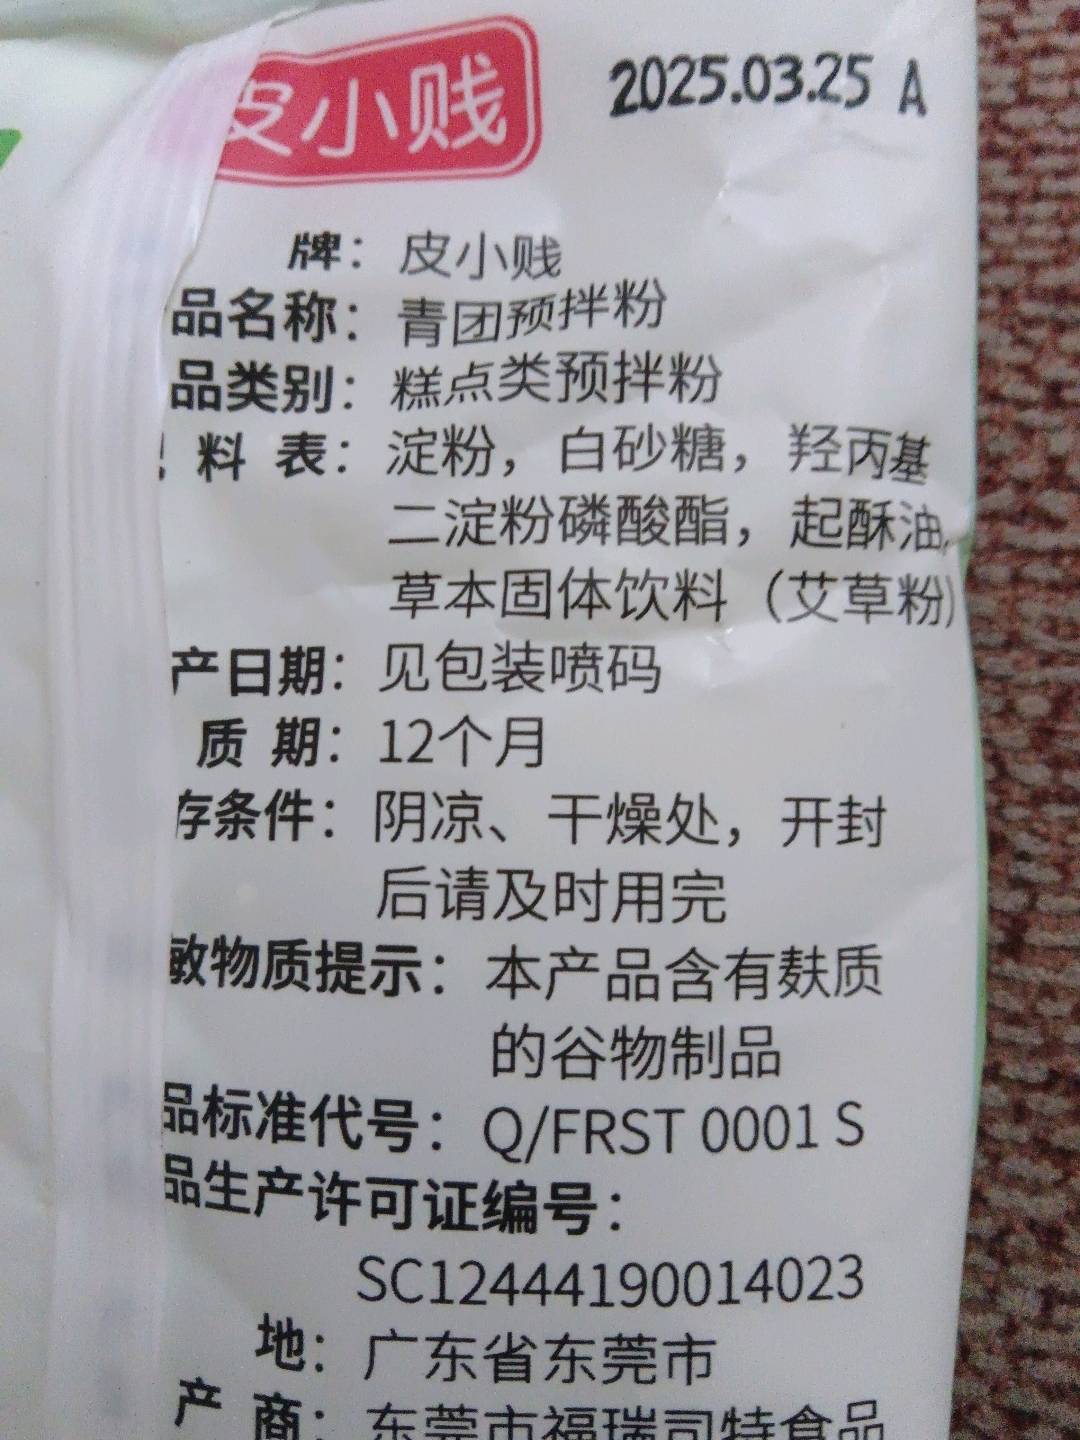 皮小贱
2025.03.25 A
牌：皮小贱
品名称：青团预拌粉
品类别：糕点类预拌粉
料 表：淀粉，白砂糖，羟丙基
二淀粉磷酸酯，起酥油，
草本固体饮料（艾草粉）
产日期：见包装喷码
质 期：12个月
存条件：阴凉、干燥处，开封
后请及时用完
敏物质提示：本产品含有麸质
的谷物制品
品标准代号：Q/FRST 0001 S
品生产许可证编号：
SC12444190014023
地：广东省东莞市
产 商：东莞市福瑞司特食品